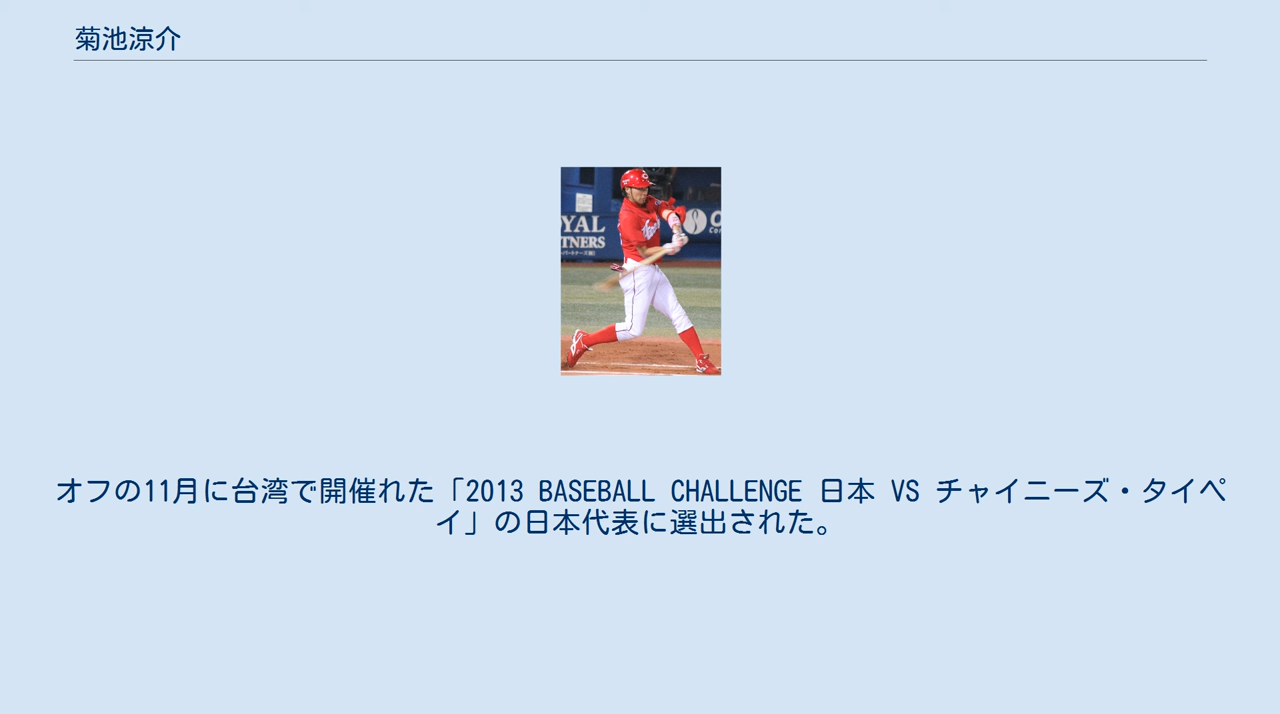 菊池涼介
YAL
TNERS
オフの11月に台湾で開催れた「2013 BASEBALL CHALLENGE 日本 VS チャイニーズ・タイペ
イ」の日本代表に選出された。